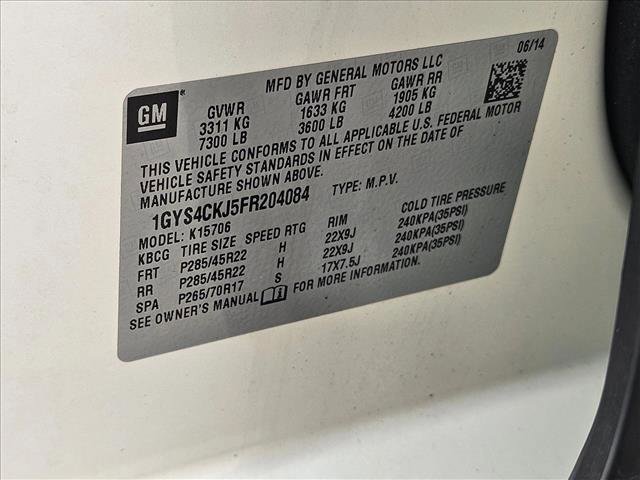 MFD BY GENERAL MOTORS LLC 06/14
GM®
GVWR GAWR FRT GAWR RR
3311 KG 1633 KG 1905 KG
7300 LB 3600 LB 4200 LB
THIS VEHICLE CONFORMS TO ALL APPLICABLE U.S. FEDERAL MOTOR
VEHICLE SAFETY STANDARDS IN EFFECT ON THE DATE OF
MANUFACTURE SHOWN ABOVE.
1GYS4CKJ5FR204084 TYPE: M.P.V.
MODEL: K15706
KBCG TIRE SIZE SPEED RTG RIM COLD TIRE PRESSURE
FRT P285/45R22 H 22X9J 240KPA(35PSI)
RR P285/45R22 H 22X9J 240KPA(35PSI)
SPA P265/70R17 S 17X7.5J 240KPA(35PSI)
SEE OWNER'S MANUAL FOR MORE INFORMATION.